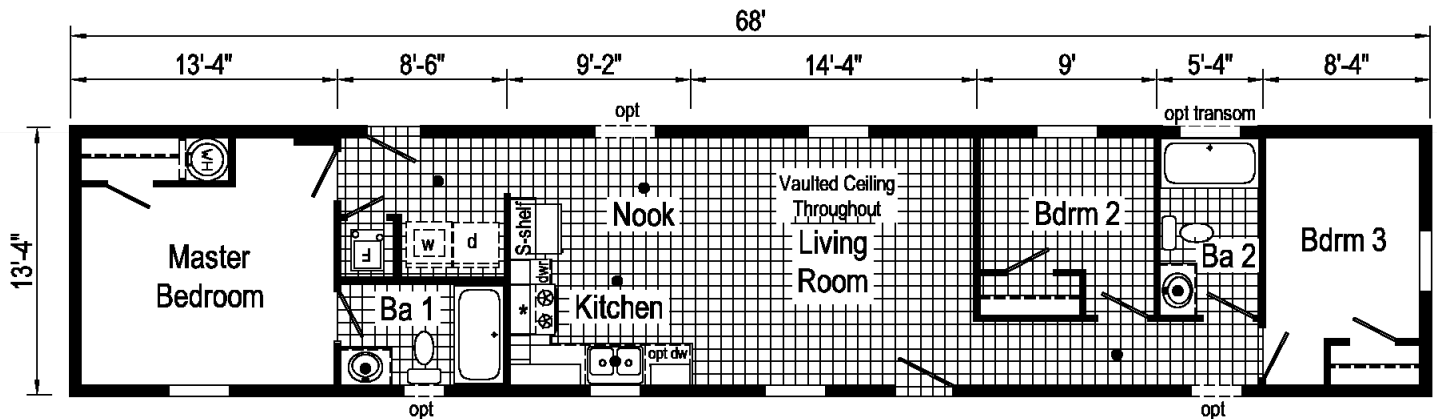 68'
13'-4" 8'-6" 9'-2" 14'-4" 9' 5'-4" 8'-4"
opt
opt transom
WH
13'-4"
Master
Bedroom
F
w d
Ba 1
S-shelf
Nook
dwr
*
Kitchen
opt dw
Vaulted Ceiling
Throughout
Living
Room
Bdrm 2
Ba 2
Bdrm 3
opt
opt